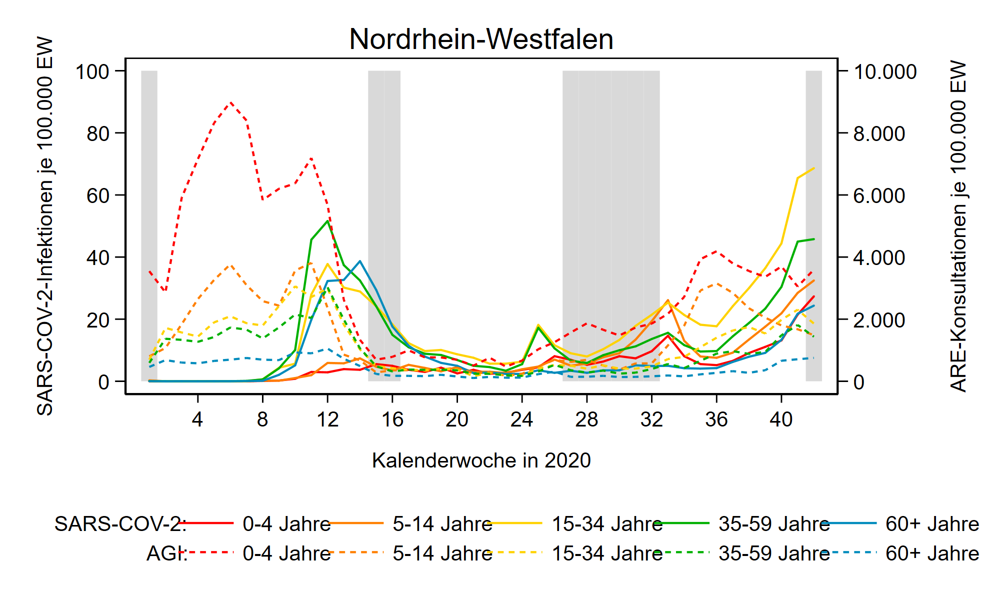 Nordrhein-Westfalen
SARS-COV-2-Infektionen je 100.000 EW
100
80
60
40
20
0
10.000
8.000
6.000
4.000
2.000
0
ARE-Konsultationen je 100.000 EW
4 8 12 16 20 24 28 32 36 40
Kalenderwoche in 2020
SARS-COV-2: 0-4 Jahre 5-14 Jahre 15-34 Jahre 35-59 Jahre 60+ Jahre
AGI: 0-4 Jahre 5-14 Jahre 15-34 Jahre 35-59 Jahre 60+ Jahre